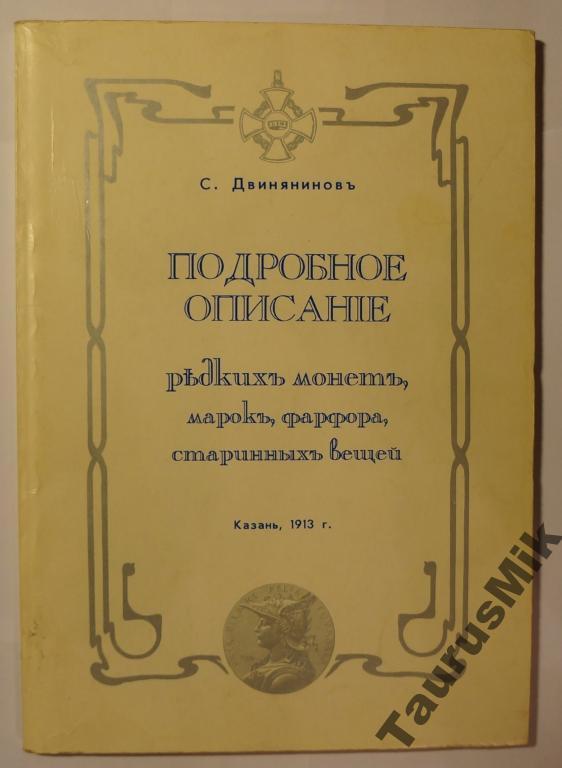 С. Двиняниновъ
ПОДРОБНОЕ
ОПИСАНІЕ
рѣдкихъ монетъ,
марокъ, фарфора,
старинныхъ вещей
Казань, 1913 г.
TaurusMik